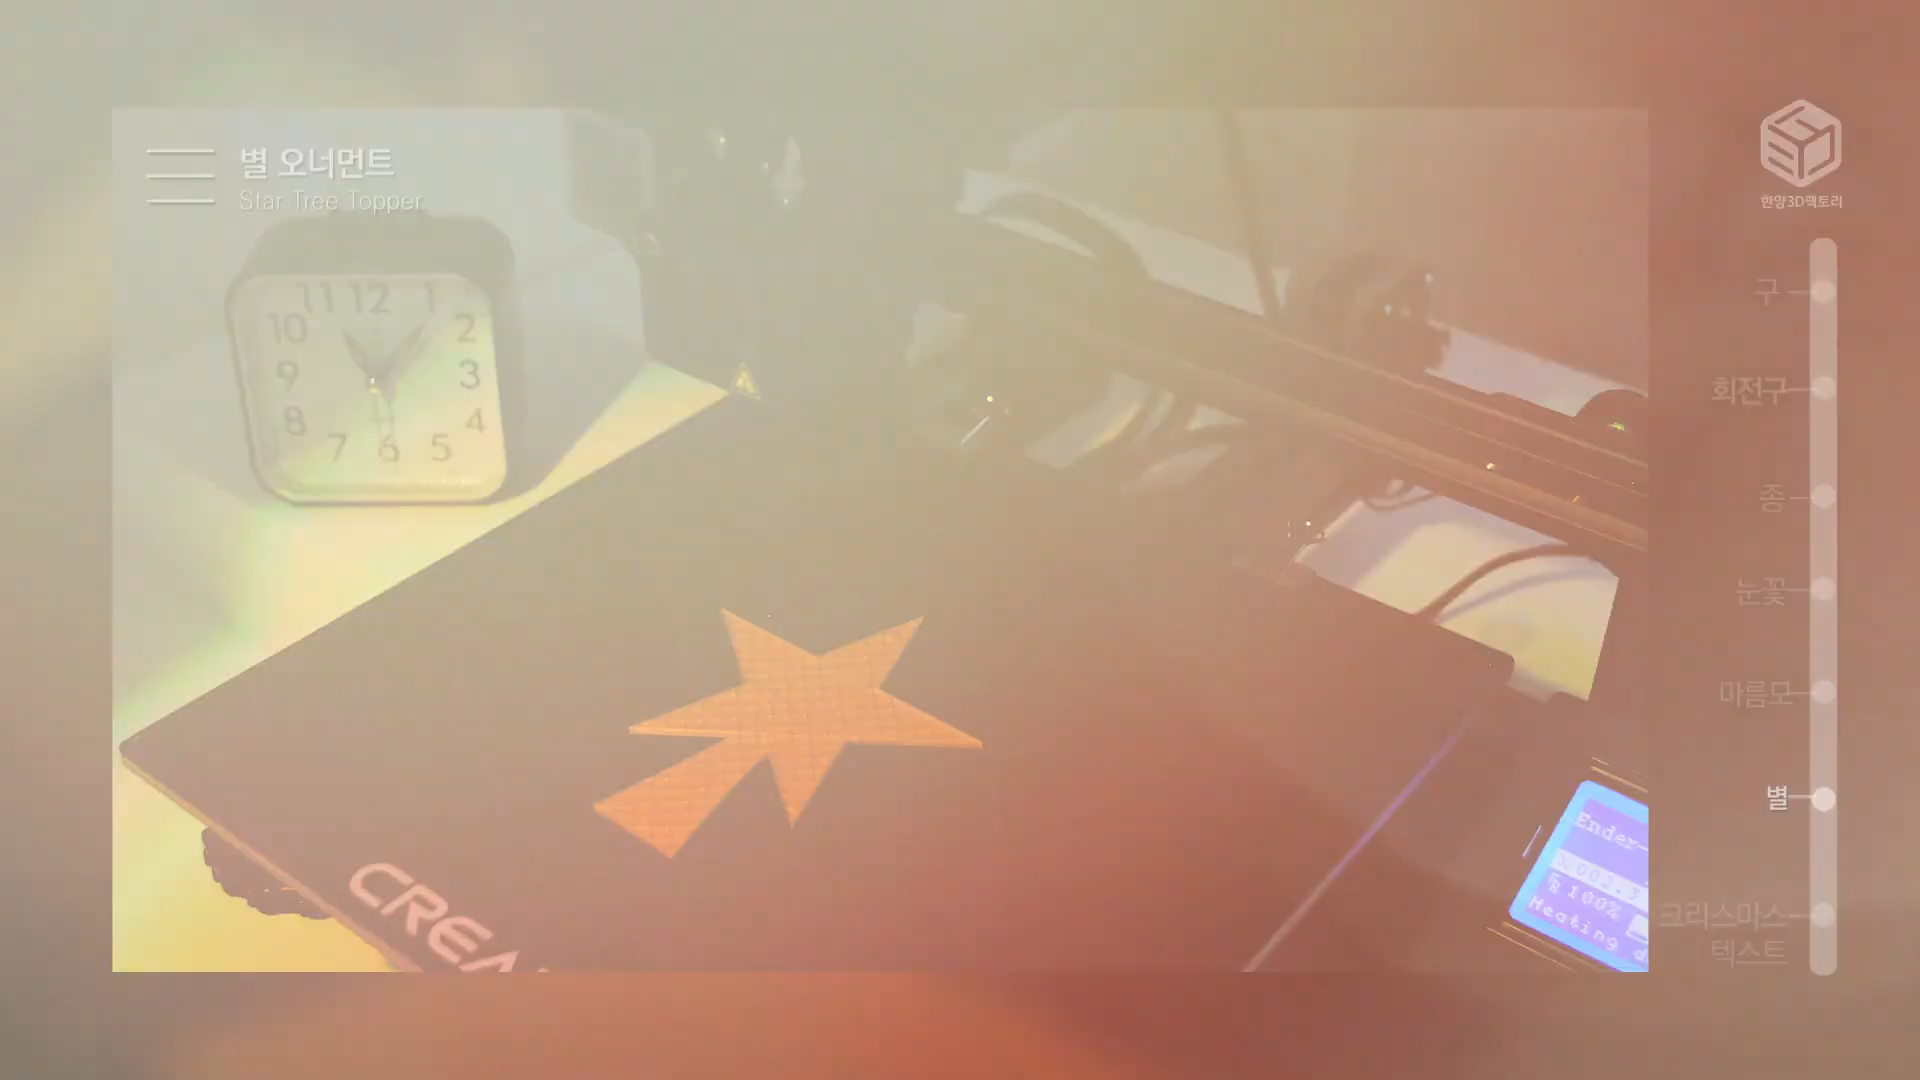 별 오너먼트
Star Tree Topper
한양3D팩토리
구
회전구
종
눈꽃
마름모
별
크리스마스
텍스트
11 12 1
10 2
9 3
8 4
7 6 5
CREA
Ender-
X002.3
100%
Heating